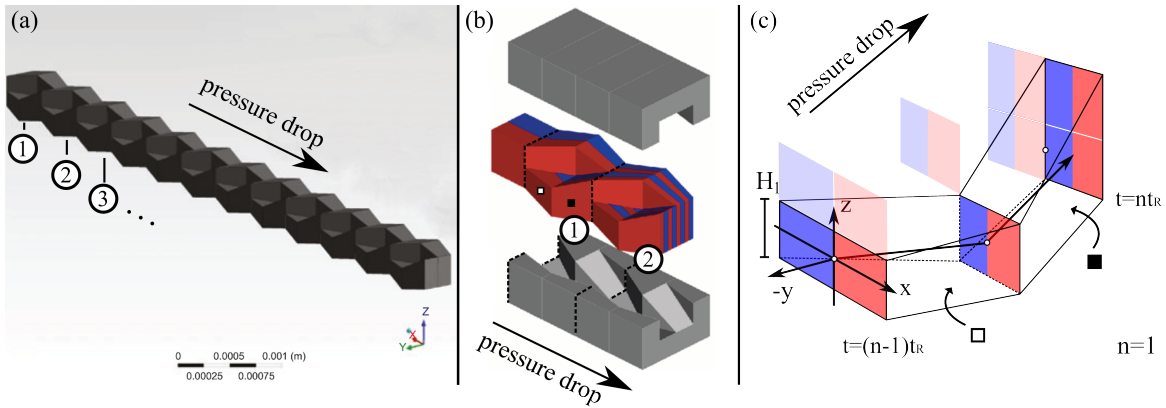 (a)
pressure drop
1
2
3
...
Z
X
Y
0 0.0005 0.001 (m)
0.00025 0.00075
(b)
1
2
pressure drop
(c)
pressure drop
H1
z
-y
x
t=ntR
t=(n-1)tR
n=1